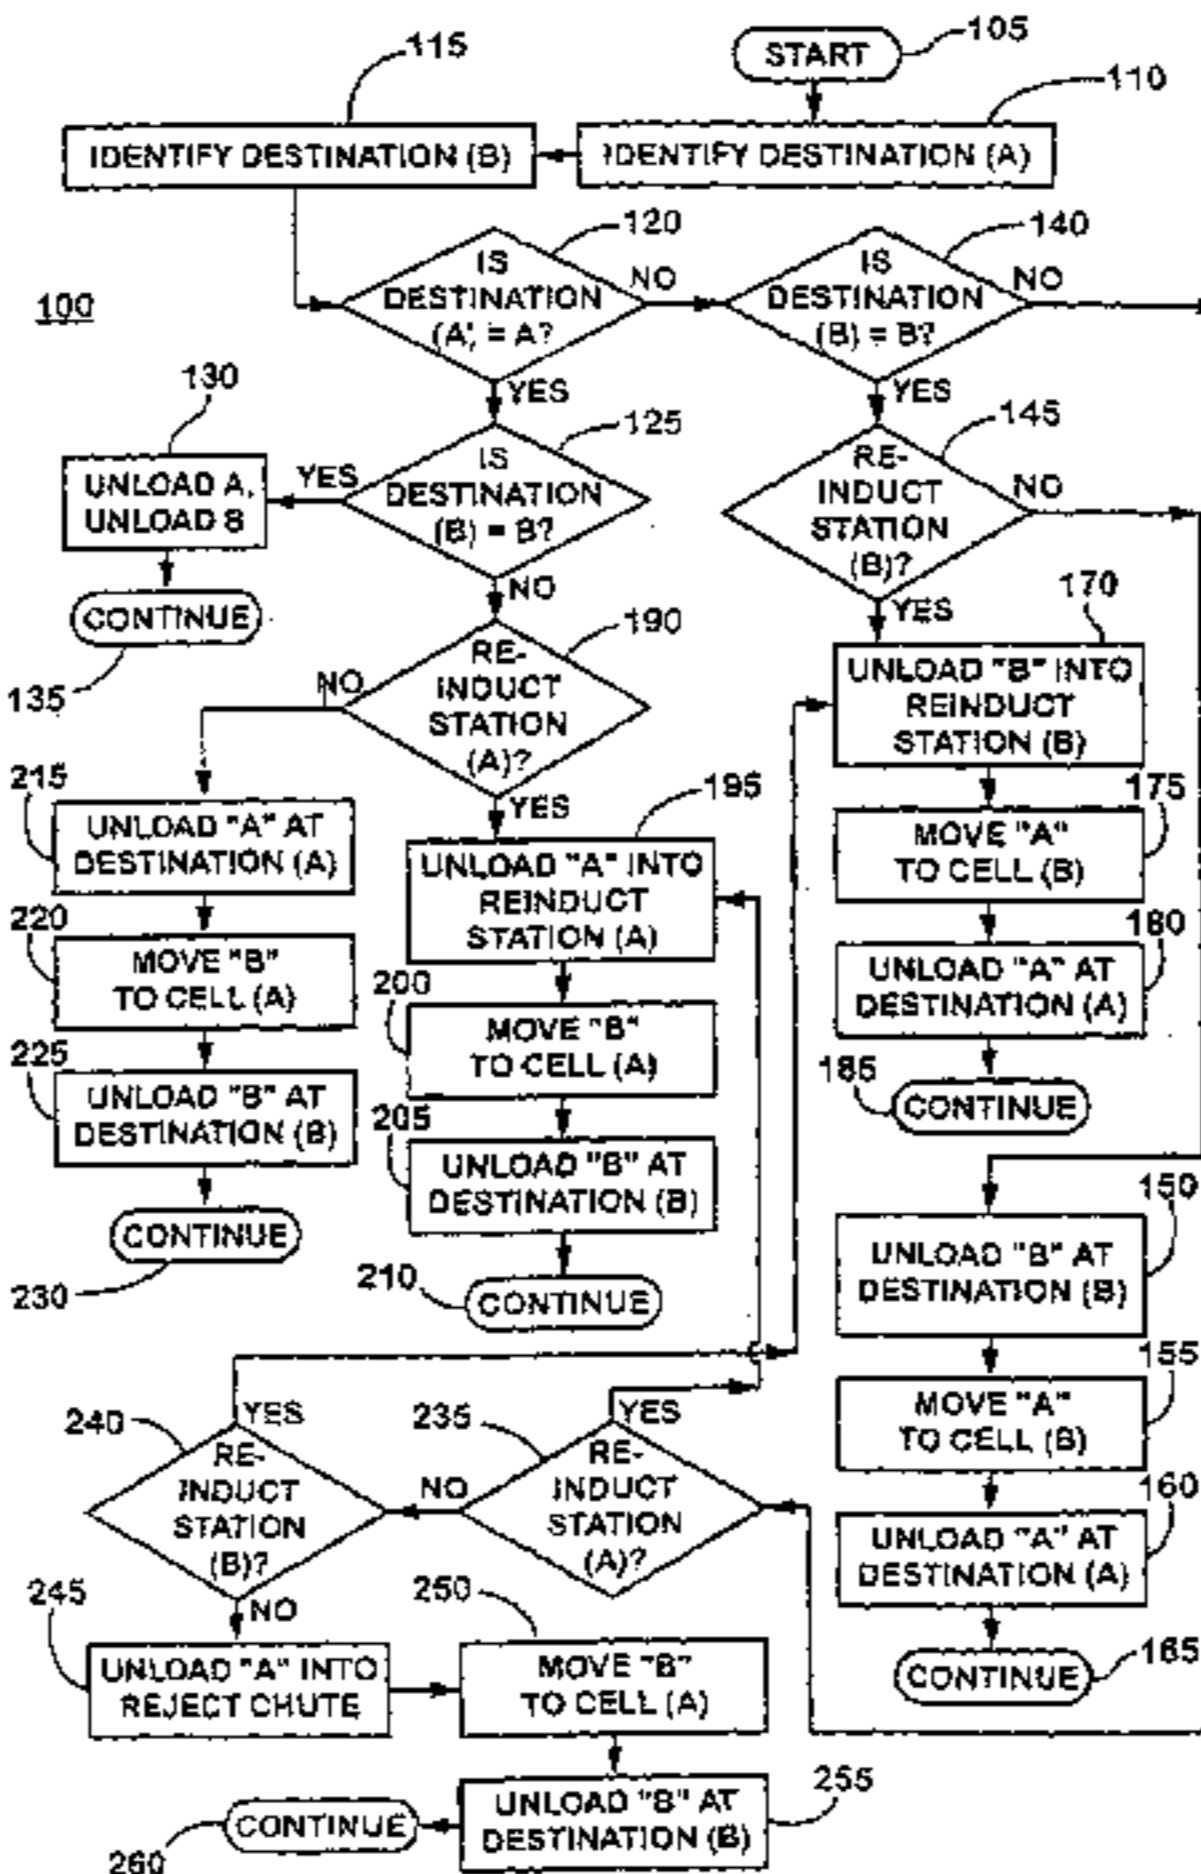 START
105
115
110
IDENTIFY DESTINATION (B)
IDENTIFY DESTINATION (A)
100
120
IS
DESTINATION
(A) = A?
NO
YES
140
IS
DESTINATION
(B) = B?
NO
YES
130
UNLOAD A,
UNLOAD B
YES
125
IS
DESTINATION
(B) = B?
NO
145
RE-
INDUCT
STATION
(B)?
NO
YES
CONTINUE
135
190
RE-
INDUCT
STATION
(A)?
NO
YES
170
UNLOAD "B" INTO
REINDUCT
STATION (B)
175
MOVE "A"
TO CELL (B)
180
UNLOAD "A" AT
DESTINATION (A)
185
CONTINUE
215
UNLOAD "A" AT
DESTINATION (A)
220
MOVE "B"
TO CELL (A)
225
UNLOAD "B" AT
DESTINATION (B)
CONTINUE
230
195
UNLOAD "A" INTO
REINDUCT
STATION (A)
200
MOVE "B"
TO CELL (A)
205
UNLOAD "B" AT
DESTINATION (B)
210
CONTINUE
150
UNLOAD "B" AT
DESTINATION (B)
155
MOVE "A"
TO CELL (B)
160
UNLOAD "A" AT
DESTINATION (A)
CONTINUE
165
240
YES
RE-
INDUCT
STATION
(B)?
NO
235
YES
RE-
INDUCT
STATION
(A)?
NO
245
UNLOAD "A" INTO
REJECT CHUTE
250
MOVE "B"
TO CELL (A)
255
UNLOAD "B" AT
DESTINATION (B)
CONTINUE
260